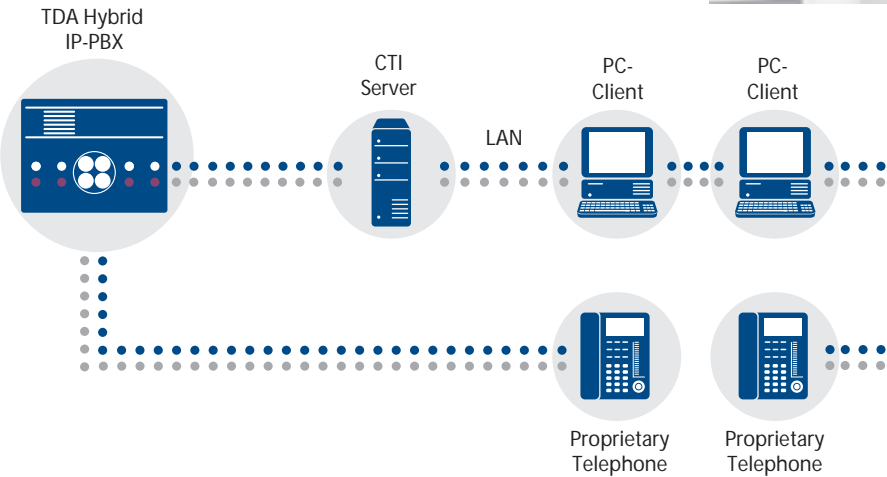 TDA Hybrid
IP-PBX
CTI
Server
LAN
PC-
Client
PC-
Client
Proprietary
Telephone
Proprietary
Telephone